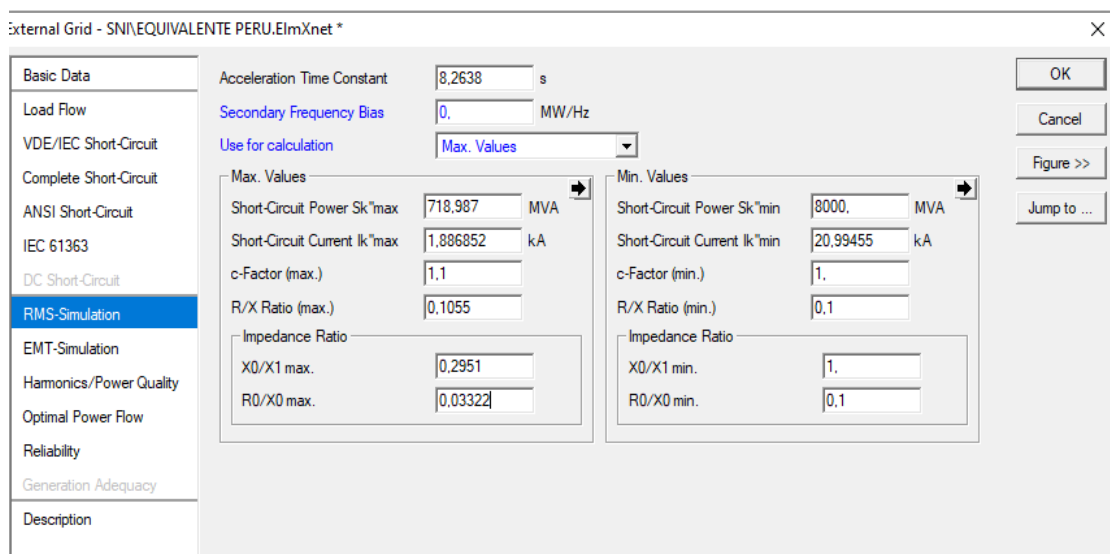 External Grid - SNI\EQUIVALENTE PERU.ElmXnet *
Basic Data
Load Flow
VDE/IEC Short-Circuit
Complete Short-Circuit
ANSI Short-Circuit
IEC 61363
DC Short-Circuit
RMS-Simulation
EMT-Simulation
Harmonics/Power Quality
Optimal Power Flow
Reliability
Generation Adequacy
Description
Acceleration Time Constant 8,2638 s
Secondary Frequency Bias 0, MW/Hz
Use for calculation Max. Values
Max. Values
Short-Circuit Power Sk"max 718,987 MVA
Short-Circuit Current Ik"max 1,886852 kA
c-Factor (max.) 1,1
R/X Ratio (max.) 0,1055
Impedance Ratio
X0/X1 max. 0,2951
R0/X0 max. 0,03322
Min. Values
Short-Circuit Power Sk"min 8000, MVA
Short-Circuit Current Ik"min 20,99455 kA
c-Factor (min.) 1,
R/X Ratio (min.) 0,1
Impedance Ratio
X0/X1 min. 1,
R0/X0 min. 0,1
OK
Cancel
Figure >>
Jump to ...